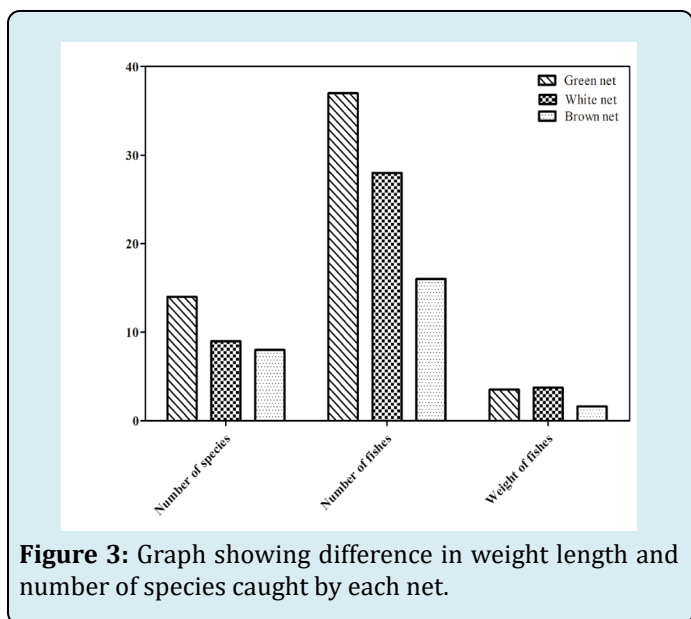 40
30
20
10
0
Green net
White net
Brown net
Number of species
Number of fishes
Weight of fishes
Figure 3: Graph showing difference in weight length and
number of species caught by each net.